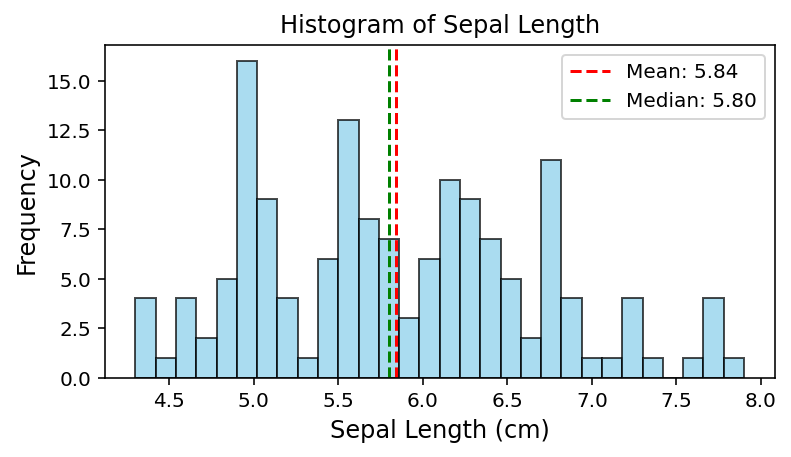 Histogram of Sepal Length
Mean: 5.84
Median: 5.80
Frequency
15.0
12.5
10.0
7.5
5.0
2.5
0.0
4.5 5.0 5.5 6.0 6.5 7.0 7.5 8.0
Sepal Length (cm)